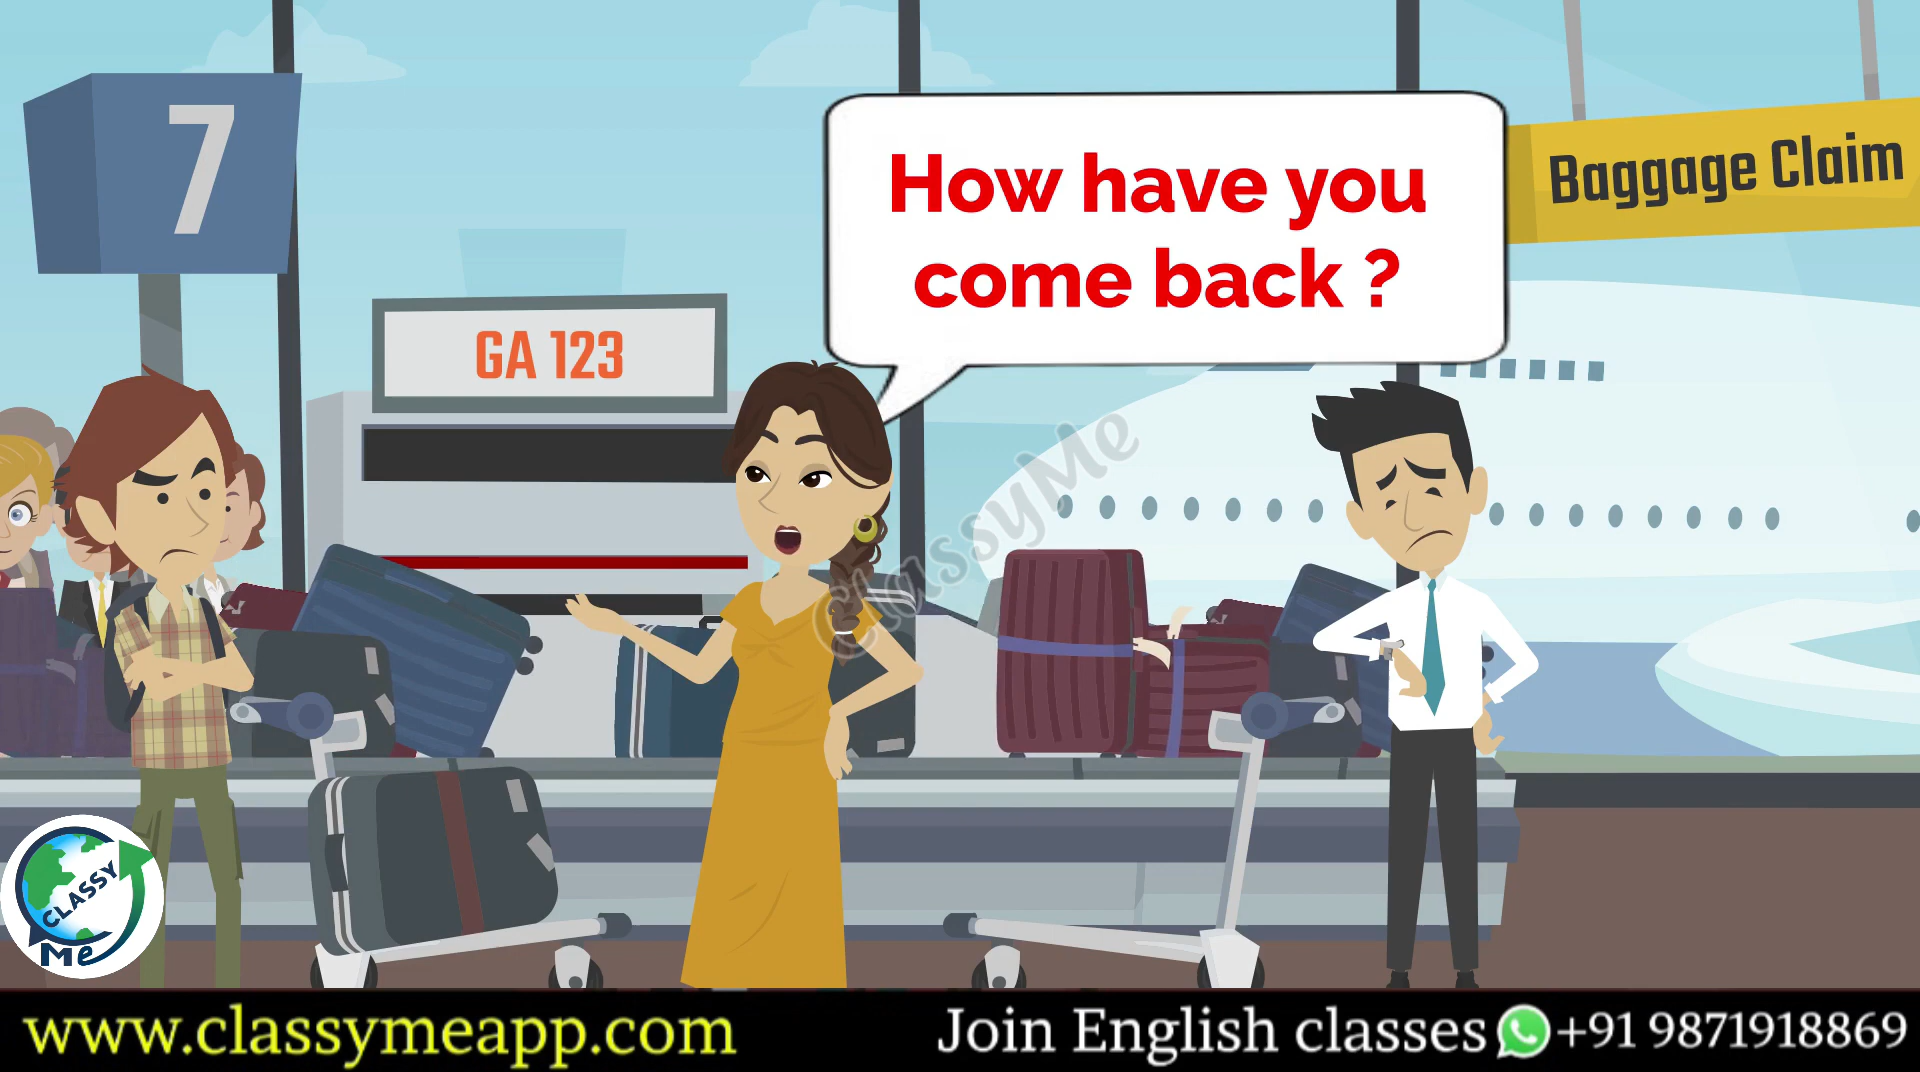 7
Baggage Claim
How have you
come back ?
GA 123
ClassyMe
CLASSY
Me
www.classymeapp.com
Join English classes +91 9871918869